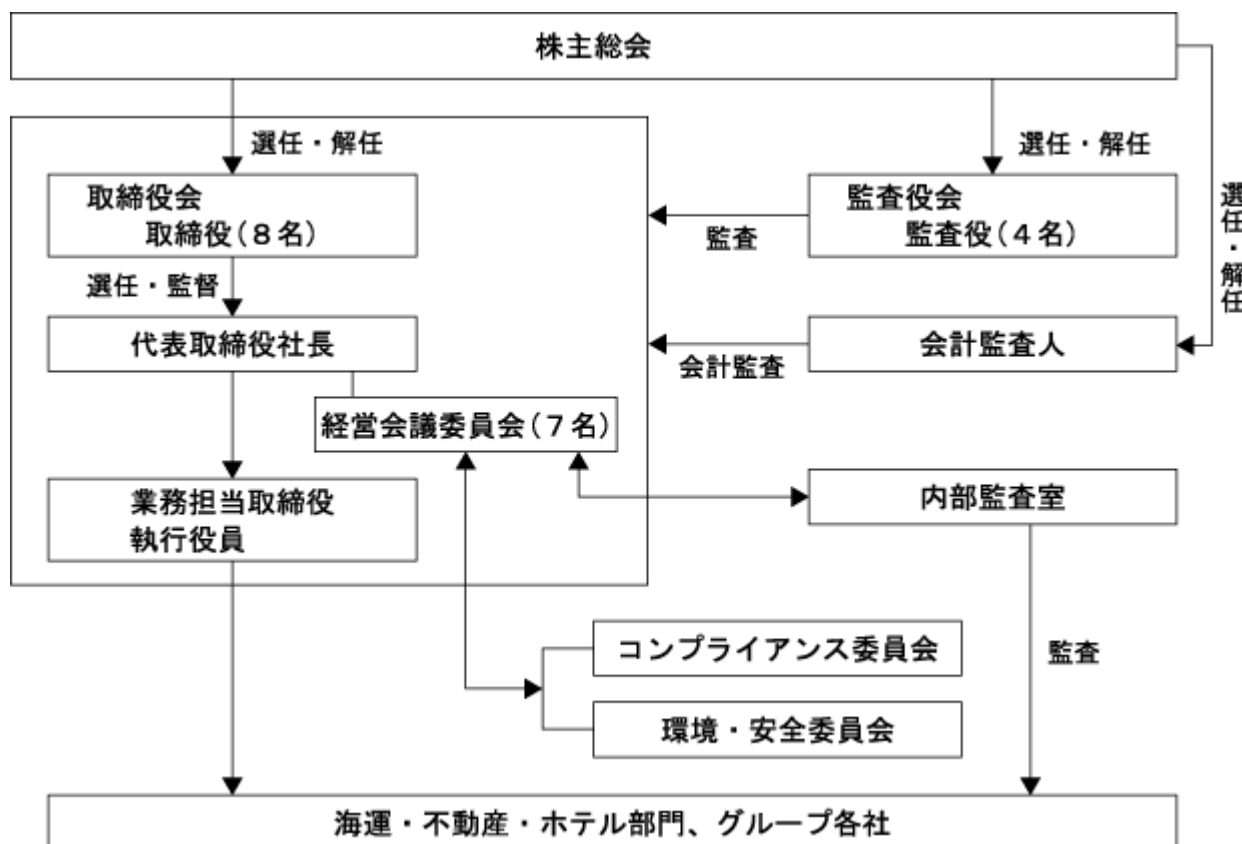 株主総会
選任・解任
選任・解任
選任・解任
取締役会
取締役(８名)
監査役会
監査役(４名)
監査
選任・監督
代表取締役社長
会計監査人
会計監査
経営会議委員会(７名)
業務担当取締役
執行役員
内部監査室
コンプライアンス委員会
監査
環境・安全委員会
海運・不動産・ホテル部門、グループ各社